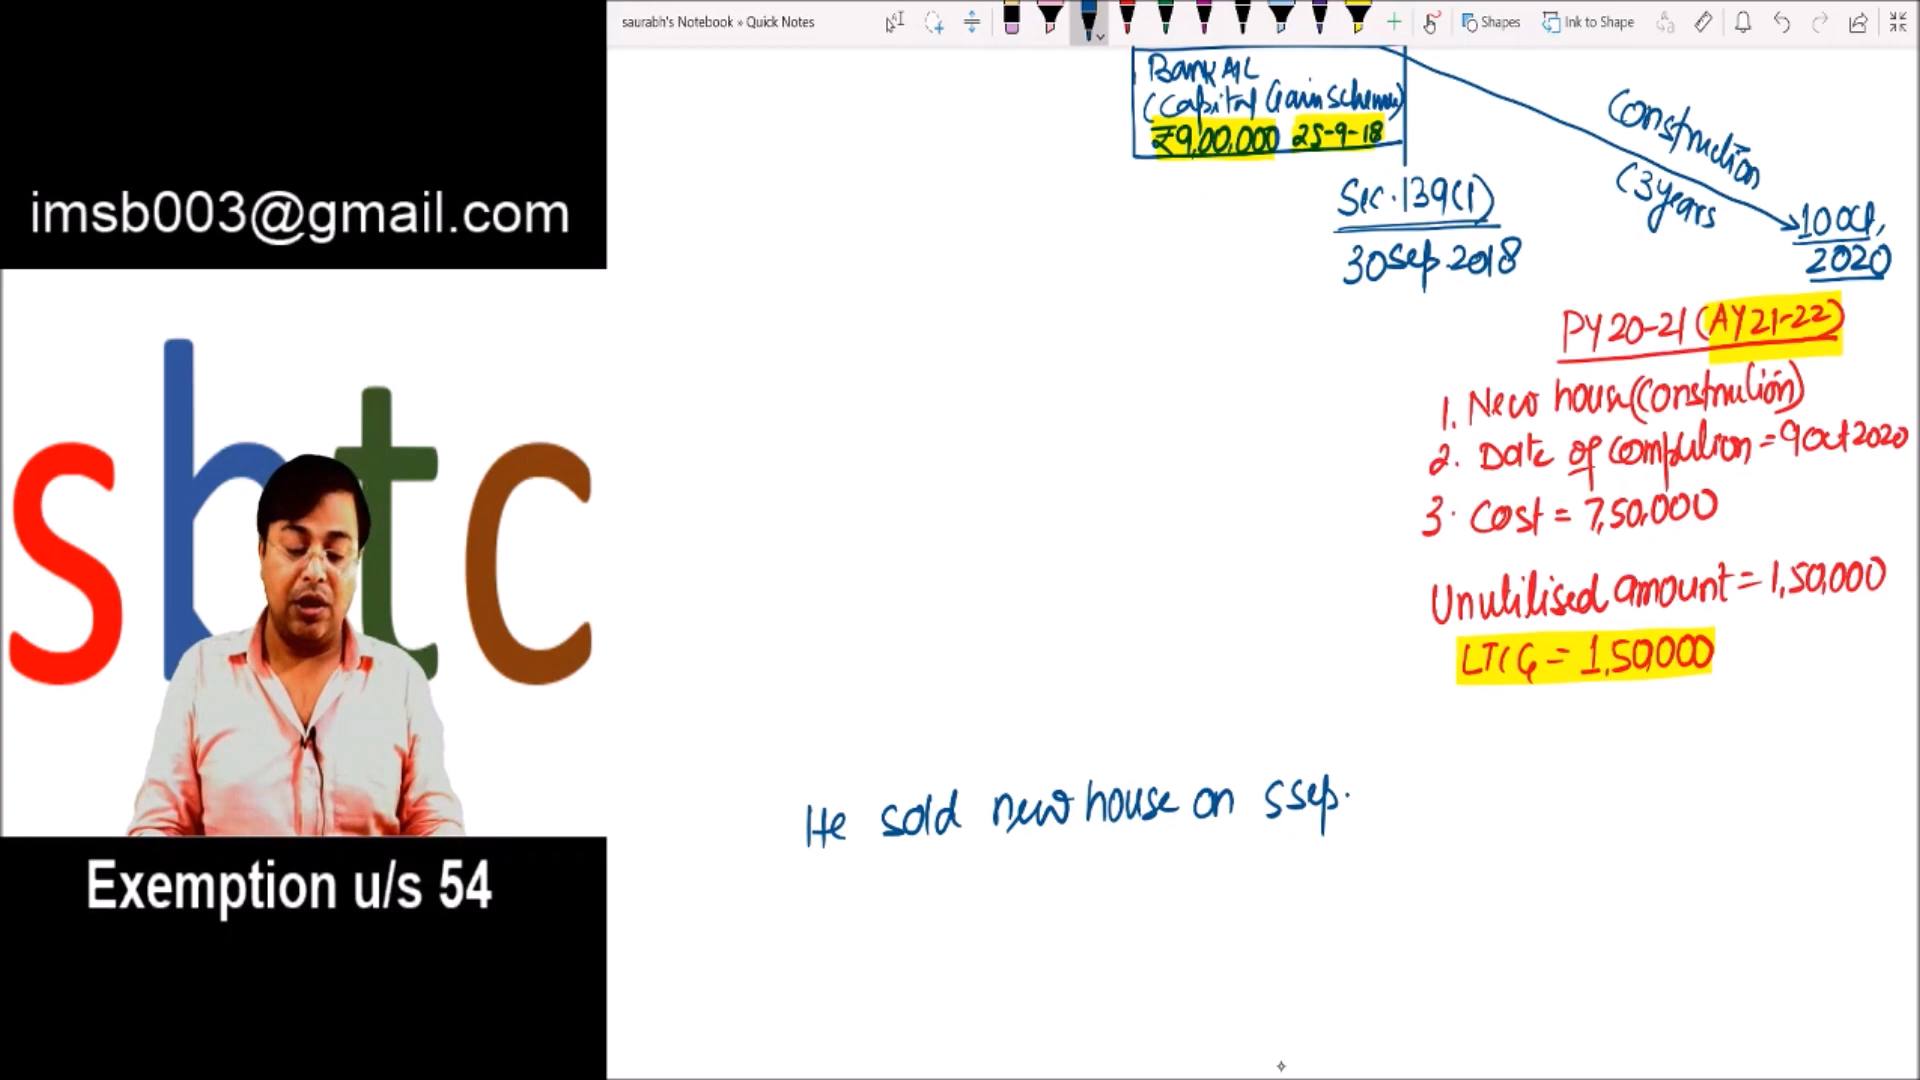 saurabh's Notebook » Quick Notes
Shapes
Ink to Shape
imsb003@gmail.com
sbtc
Exemption u/s 54
Bank A/c
(Capital Gain Scheme)
₹9,00,000 25-9-18
Sec. 139(1)
30 Sep. 2018
Construction
(3 years
10 Oct,
2020
PY 20-21 (AY 21-22)
1. New house (Construction)
2. Date of completion = 9 Oct 2020
3. Cost = 7,50,000
Unutilised amount = 1,50,000
LTCG = 1,50,000
He sold new house on 5 Sep.